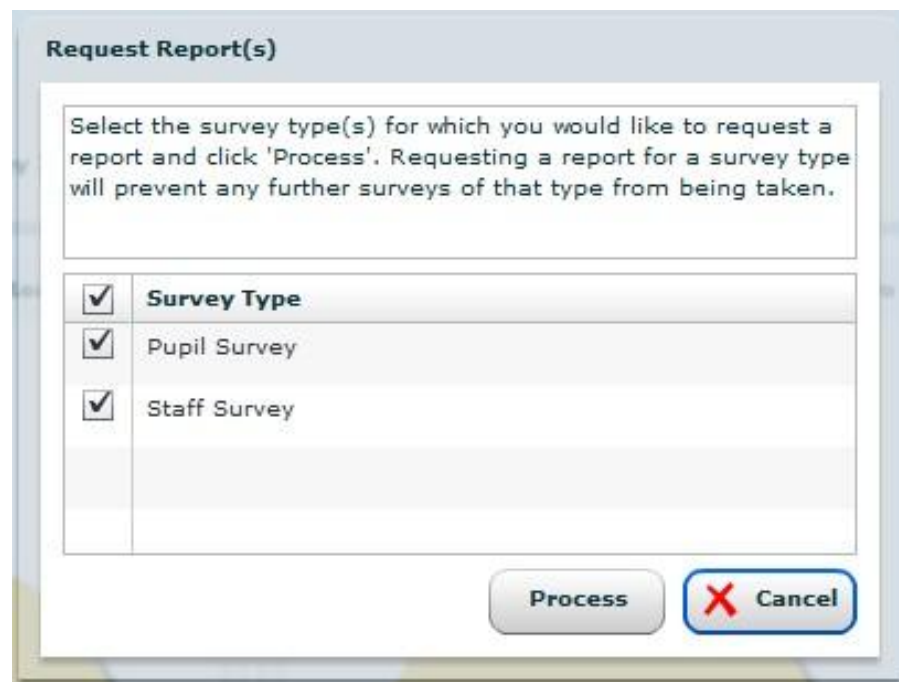 Request Report(s)
Select the survey type(s) for which you would like to request a
report and click 'Process'. Requesting a report for a survey type
will prevent any further surveys of that type from being taken.
Survey Type
Pupil Survey
Staff Survey
Process
Cancel